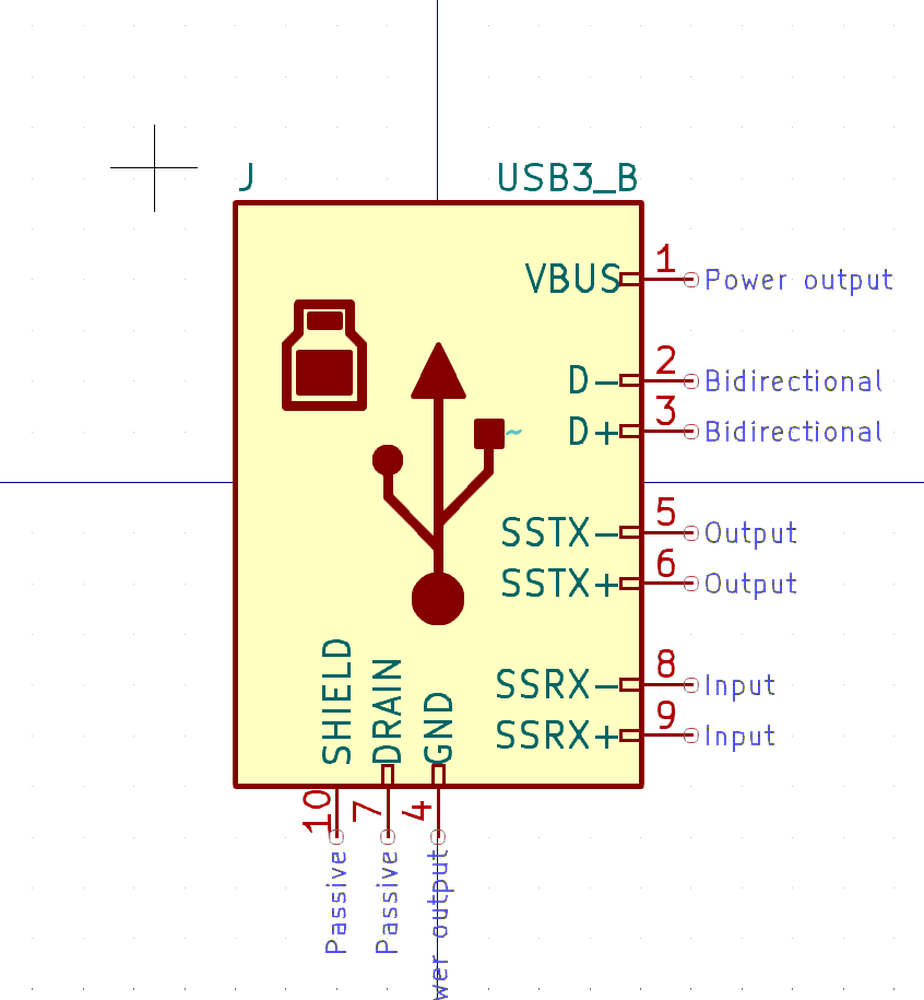 J USB3_B
VBUS 1 Power output
D- 2 Bidirectional
D+ 3 Bidirectional
~
SSTX- 5 Output
SSTX+ 6 Output
SSRX- 8 Input
SSRX+ 9 Input
SHIELD 10 Passive
DRAIN 7 Passive
GND 4 wer output